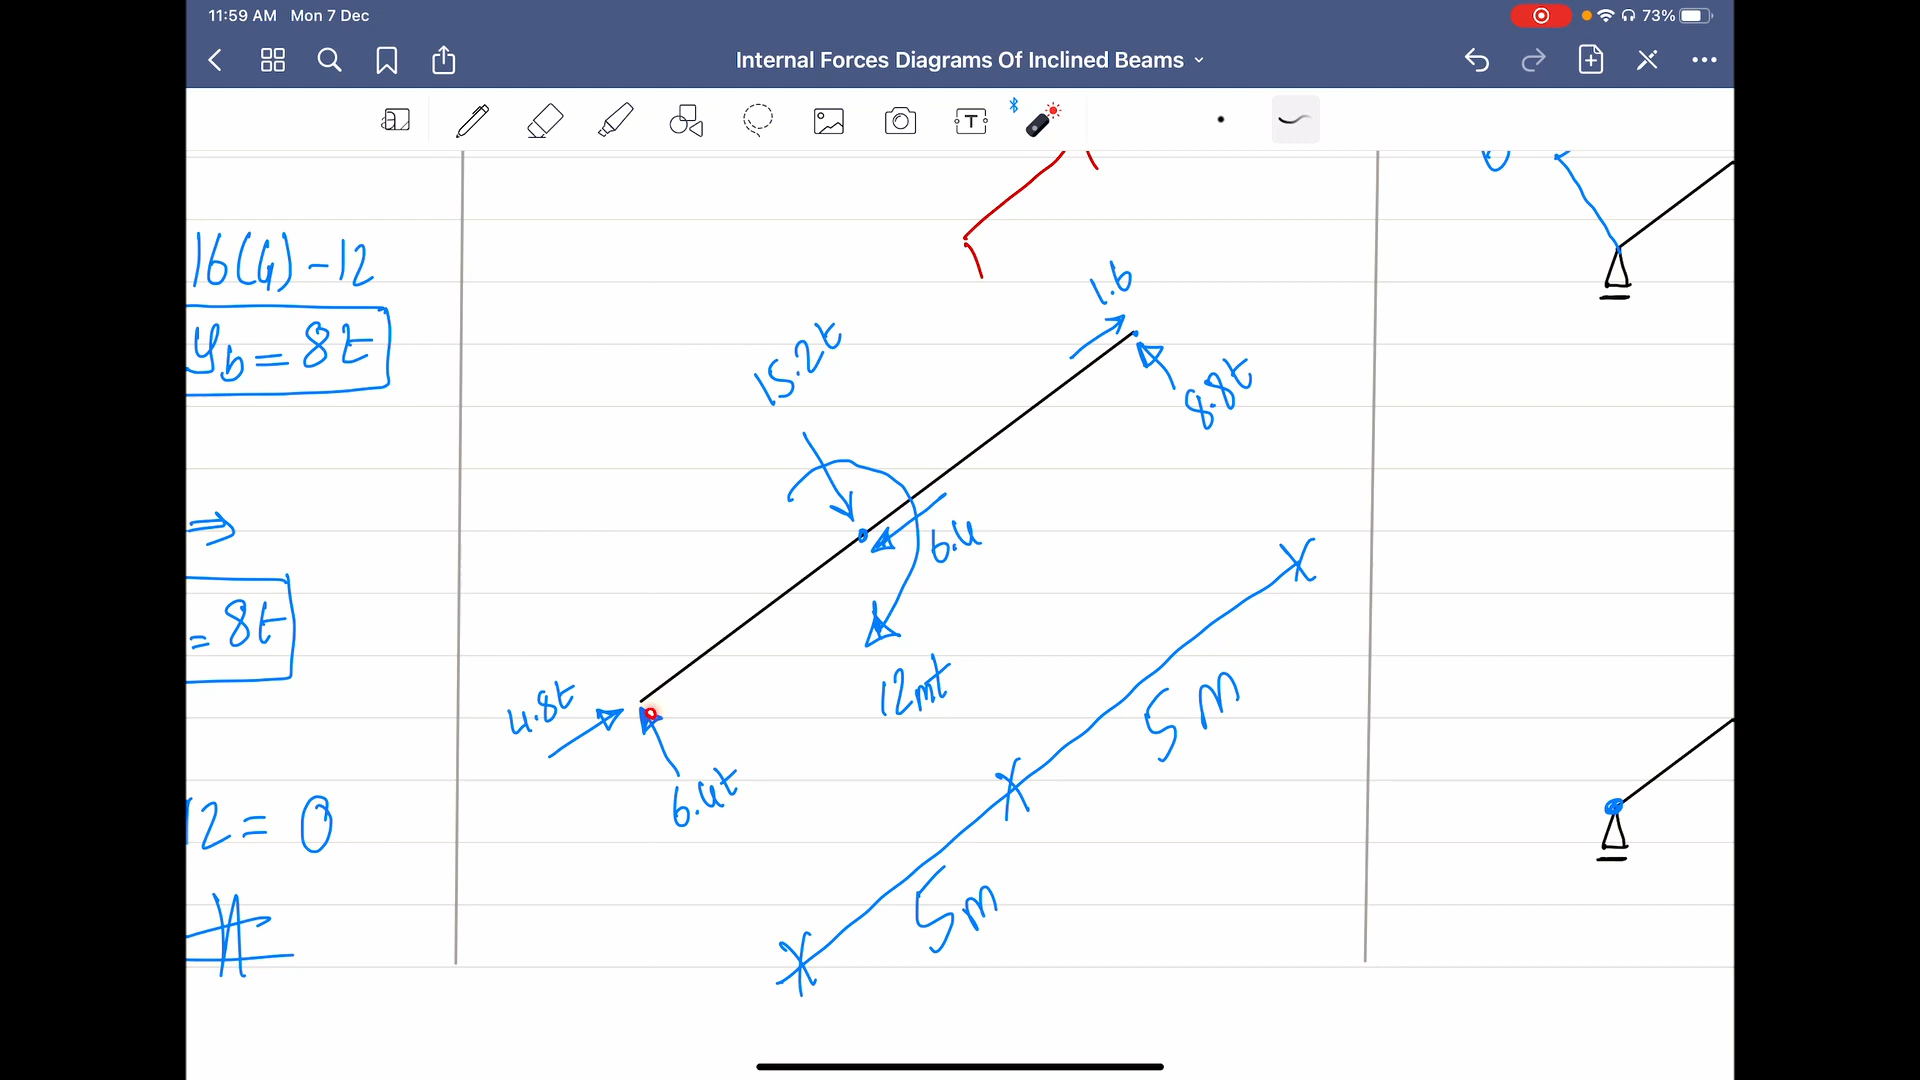 11:59 AM Mon 7 Dec
73%
Internal Forces Diagrams Of Inclined Beams
T
16(4) - 12
Yb = 8t
⇒
= 8t
12 = 0
1.6
15.2t
8.8t
6.4
12mt
4.8t
6.4t
5m
5m